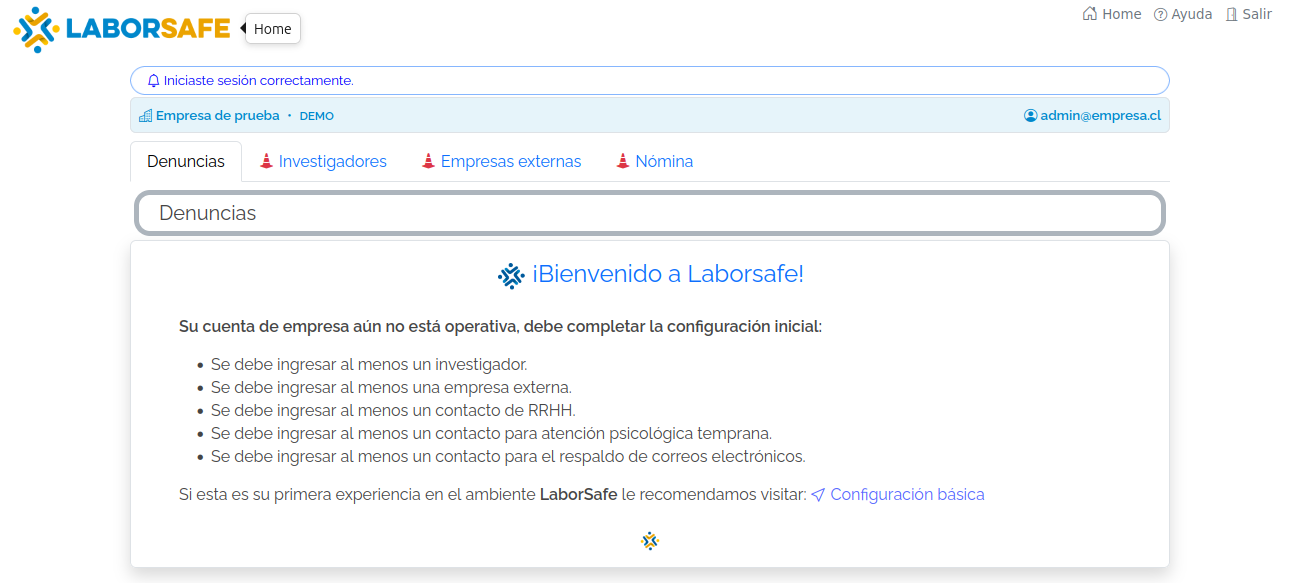 LABORSAFE
Home
Home Ayuda Salir
Iniciaste sesión correctamente.
Empresa de prueba • DEMO
admin@empresa.cl
Denuncias Investigadores Empresas externas Nómina
Denuncias
¡Bienvenido a Laborsafe!
Su cuenta de empresa aún no está operativa, debe completar la configuración inicial:
• Se debe ingresar al menos un investigador.
• Se debe ingresar al menos una empresa externa.
• Se debe ingresar al menos un contacto de RRHH.
• Se debe ingresar al menos un contacto para atención psicológica temprana.
• Se debe ingresar al menos un contacto para el respaldo de correos electrónicos.
Si esta es su primera experiencia en el ambiente LaborSafe le recomendamos visitar: Configuración básica